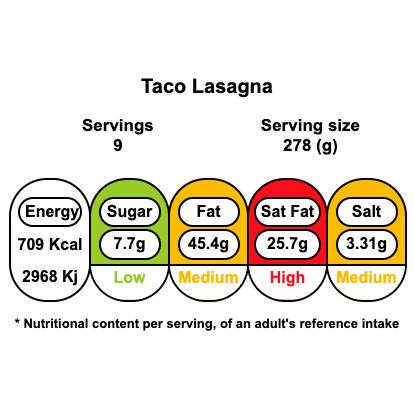 Taco Lasagna
Servings
9
Serving size
278 (g)
Energy
709 Kcal
2968 Kj
Sugar
7.7g
Low
Fat
45.4g
Medium
Sat Fat
25.7g
High
Salt
3.31g
Medium
* Nutritional content per serving, of an adult's reference intake